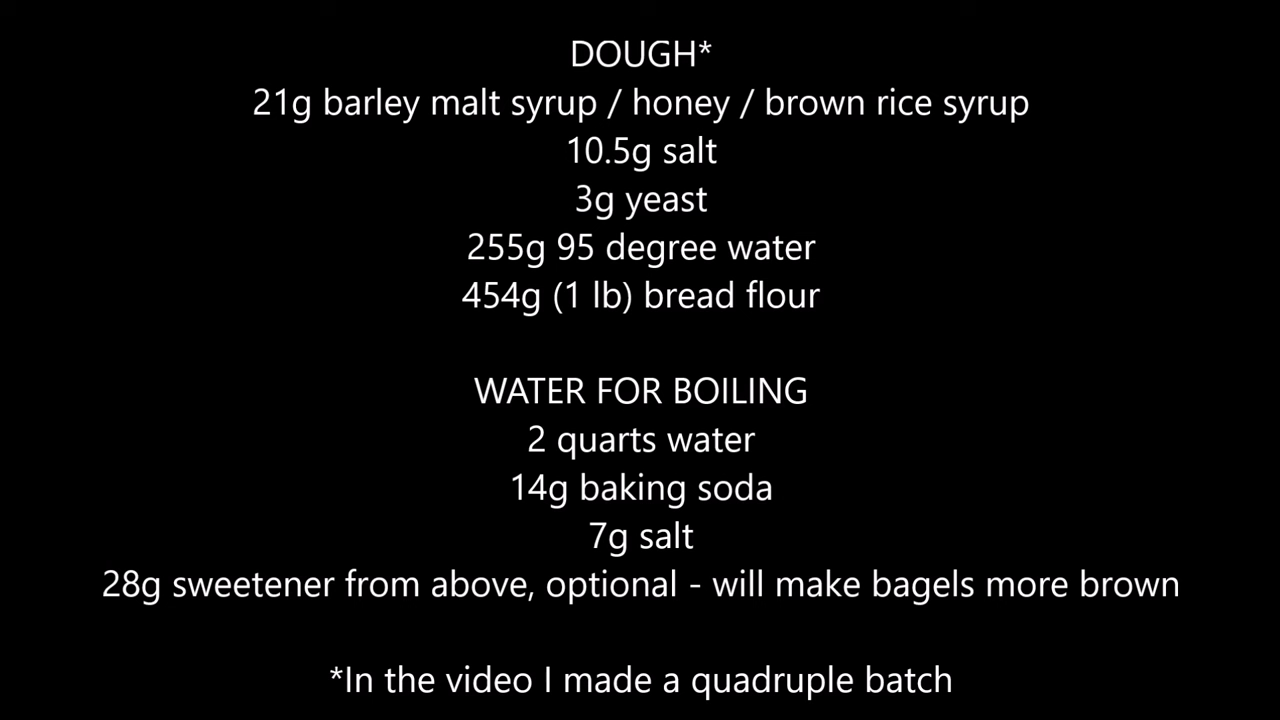 DOUGH*
21g barley malt syrup / honey / brown rice syrup
10.5g salt
3g yeast
255g 95 degree water
454g (1 lb) bread flour
WATER FOR BOILING
2 quarts water
14g baking soda
7g salt
28g sweetener from above, optional - will make bagels more brown
*In the video I made a quadruple batch